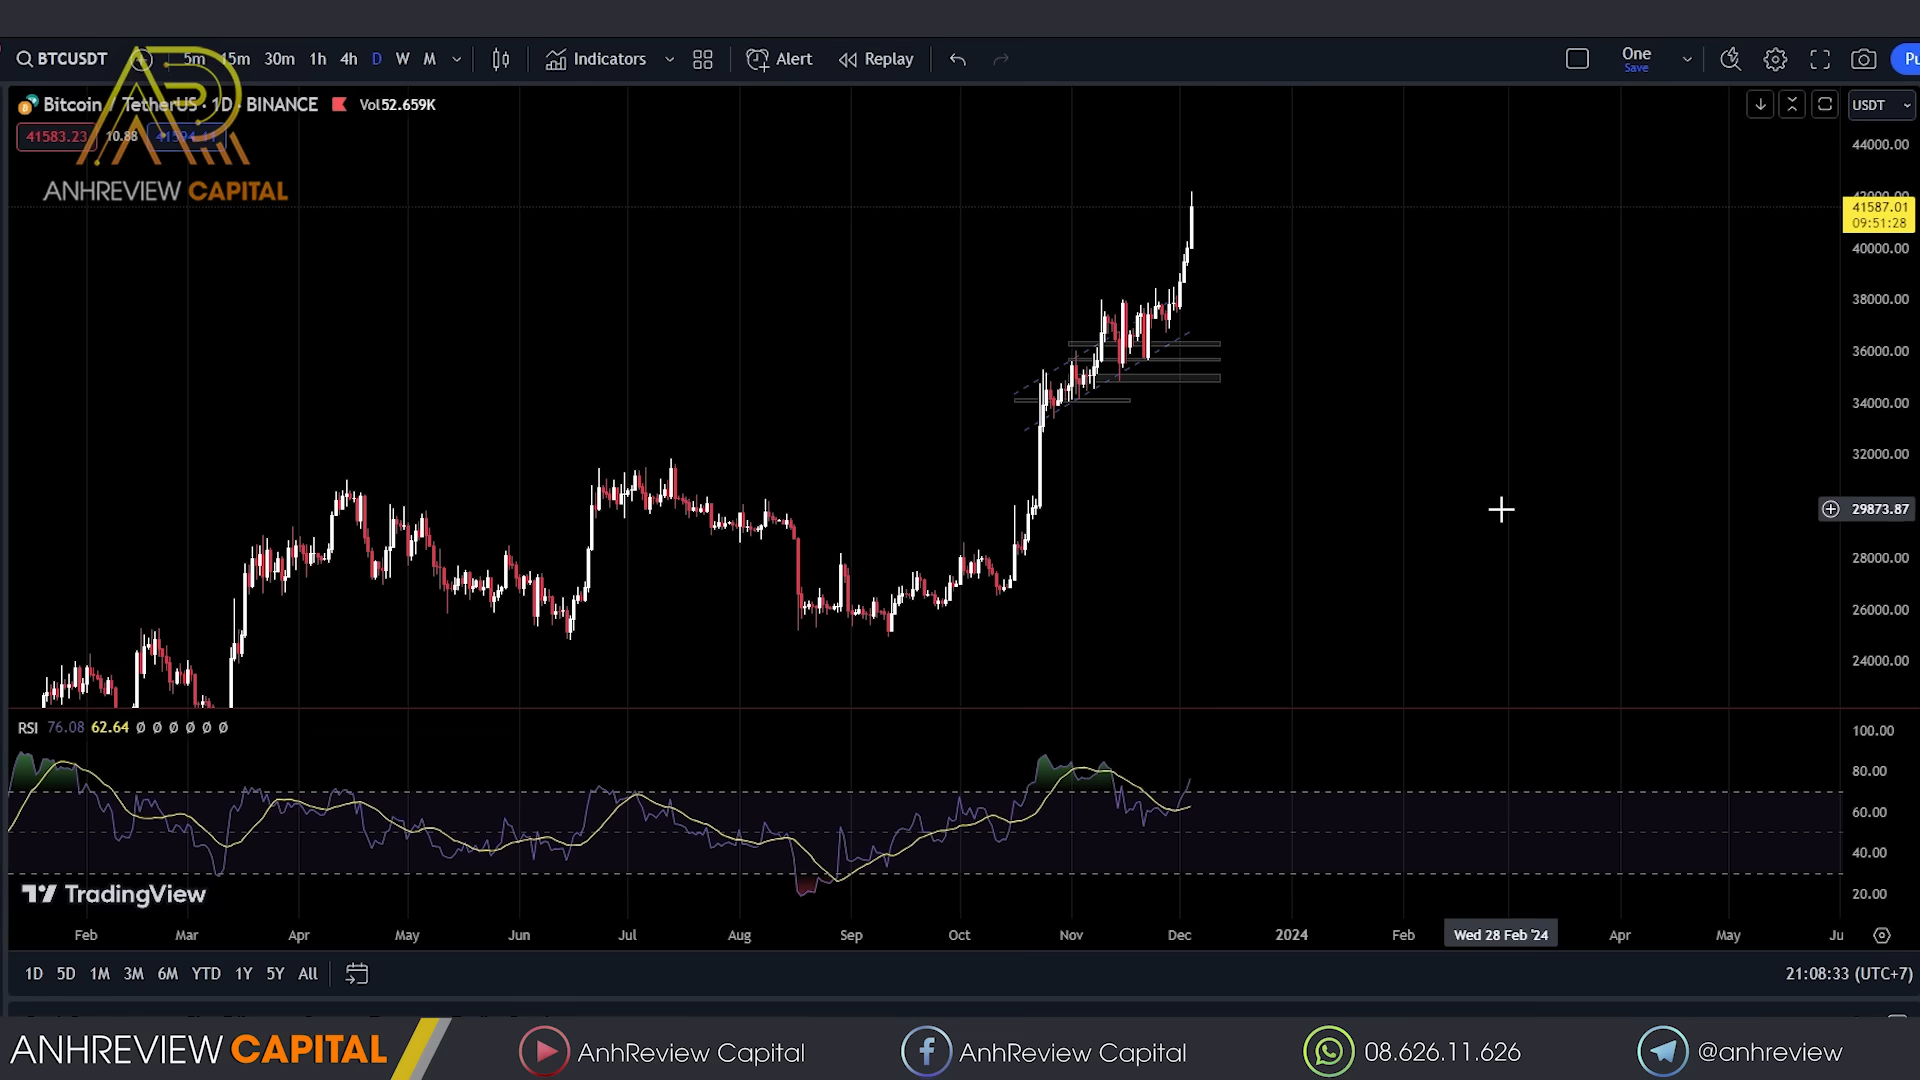 BTCUSDT 5m 15m 30m 1h 4h D W M Indicators Alert Replay One Save
Bitcoin / TetherUS · 1D · BINANCE Vol52.659K USDT
41583.23 10.88
ANHREVIEW CAPITAL
44000.00
42000.00
41587.01
09:51:28
40000.00
38000.00
36000.00
34000.00
32000.00
29873.87
28000.00
26000.00
24000.00
RSI 76.08 62.64 Ø Ø Ø Ø Ø Ø
100.00
80.00
60.00
40.00
20.00
TradingView
Feb Mar Apr May Jun Jul Aug Sep Oct Nov Dec 2024 Feb Wed 28 Feb '24 Apr May
1D 5D 1M 3M 6M YTD 1Y 5Y All 21:08:33 (UTC+7)
ANHREVIEW CAPITAL AnhReview Capital AnhReview Capital 08.626.11.626 @anhreview